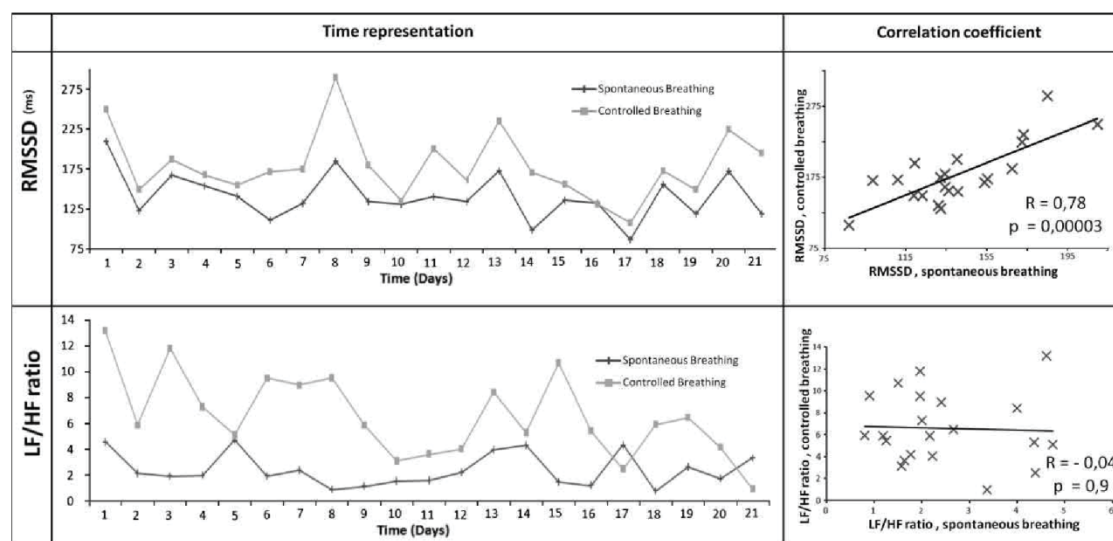 Time representation
Correlation coefficient
RMSSD (ms)
275
225
175
125
75
Spontaneous Breathing
Controlled Breathing
1 2 3 4 5 6 7 8 9 10 11 12 13 14 15 16 17 18 19 20 21
Time (Days)
RMSSD , controlled breathing
275
175
75
75 115 155 195
R = 0,78
p = 0,00003
RMSSD , spontaneous breathing
LF/HF ratio
14
12
10
8
6
4
2
0
Spontaneous Breathing
Controlled Breathing
1 2 3 4 5 6 7 8 9 10 11 12 13 14 15 16 17 18 19 20 21
Time (Days)
LF/HF ratio , controlled breathing
14
12
10
8
6
4
2
0
0 1 2 3 4 5 6
R = - 0,04
p = 0,9
LF/HF ratio , spontaneous breathing